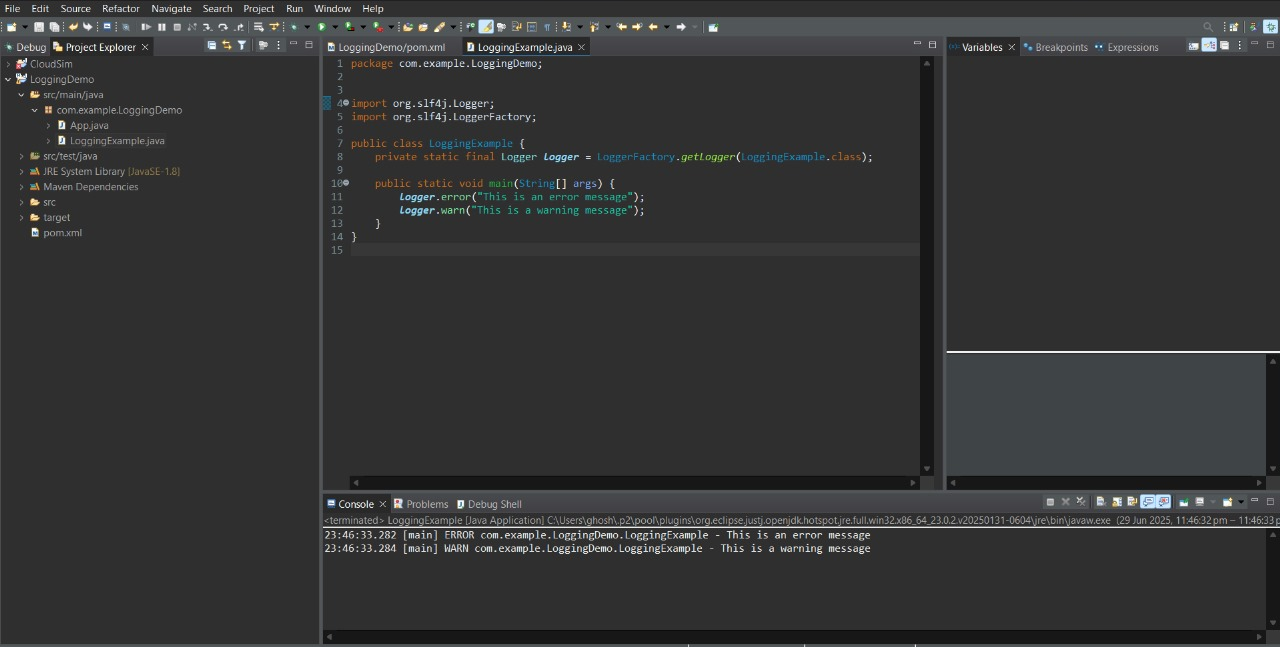 File Edit Source Refactor Navigate Search Project Run Window Help
Debug Project Explorer
CloudSim
LoggingDemo
src/main/java
com.example.LoggingDemo
App.java
LoggingExample.java
src/test/java
JRE System Library [JavaSE-1.8]
Maven Dependencies
src
target
pom.xml
LoggingDemo/pom.xml LoggingExample.java
1 package com.example.LoggingDemo;
2
3
4 import org.slf4j.Logger;
5 import org.slf4j.LoggerFactory;
6
7 public class LoggingExample {
8 private static final Logger logger = LoggerFactory.getLogger(LoggingExample.class);
9
10 public static void main(String[] args) {
11 logger.error("This is an error message");
12 logger.warn("This is a warning message");
13 }
14 }
15
Variables Breakpoints Expressions
Console Problems Debug Shell
<terminated> LoggingExample [Java Application] C:\Users\ghosh\.p2\pool\plugins\org.eclipse.justj.openjdk.hotspot.jre.full.win32.x86_64_23.0.2.v20250131-0604\jre\bin\javaw.exe (29 Jun 2025, 11:46:32 pm – 11:46:33 p
23:46:33.282 [main] ERROR com.example.LoggingDemo.LoggingExample - This is an error message
23:46:33.284 [main] WARN com.example.LoggingDemo.LoggingExample - This is a warning message